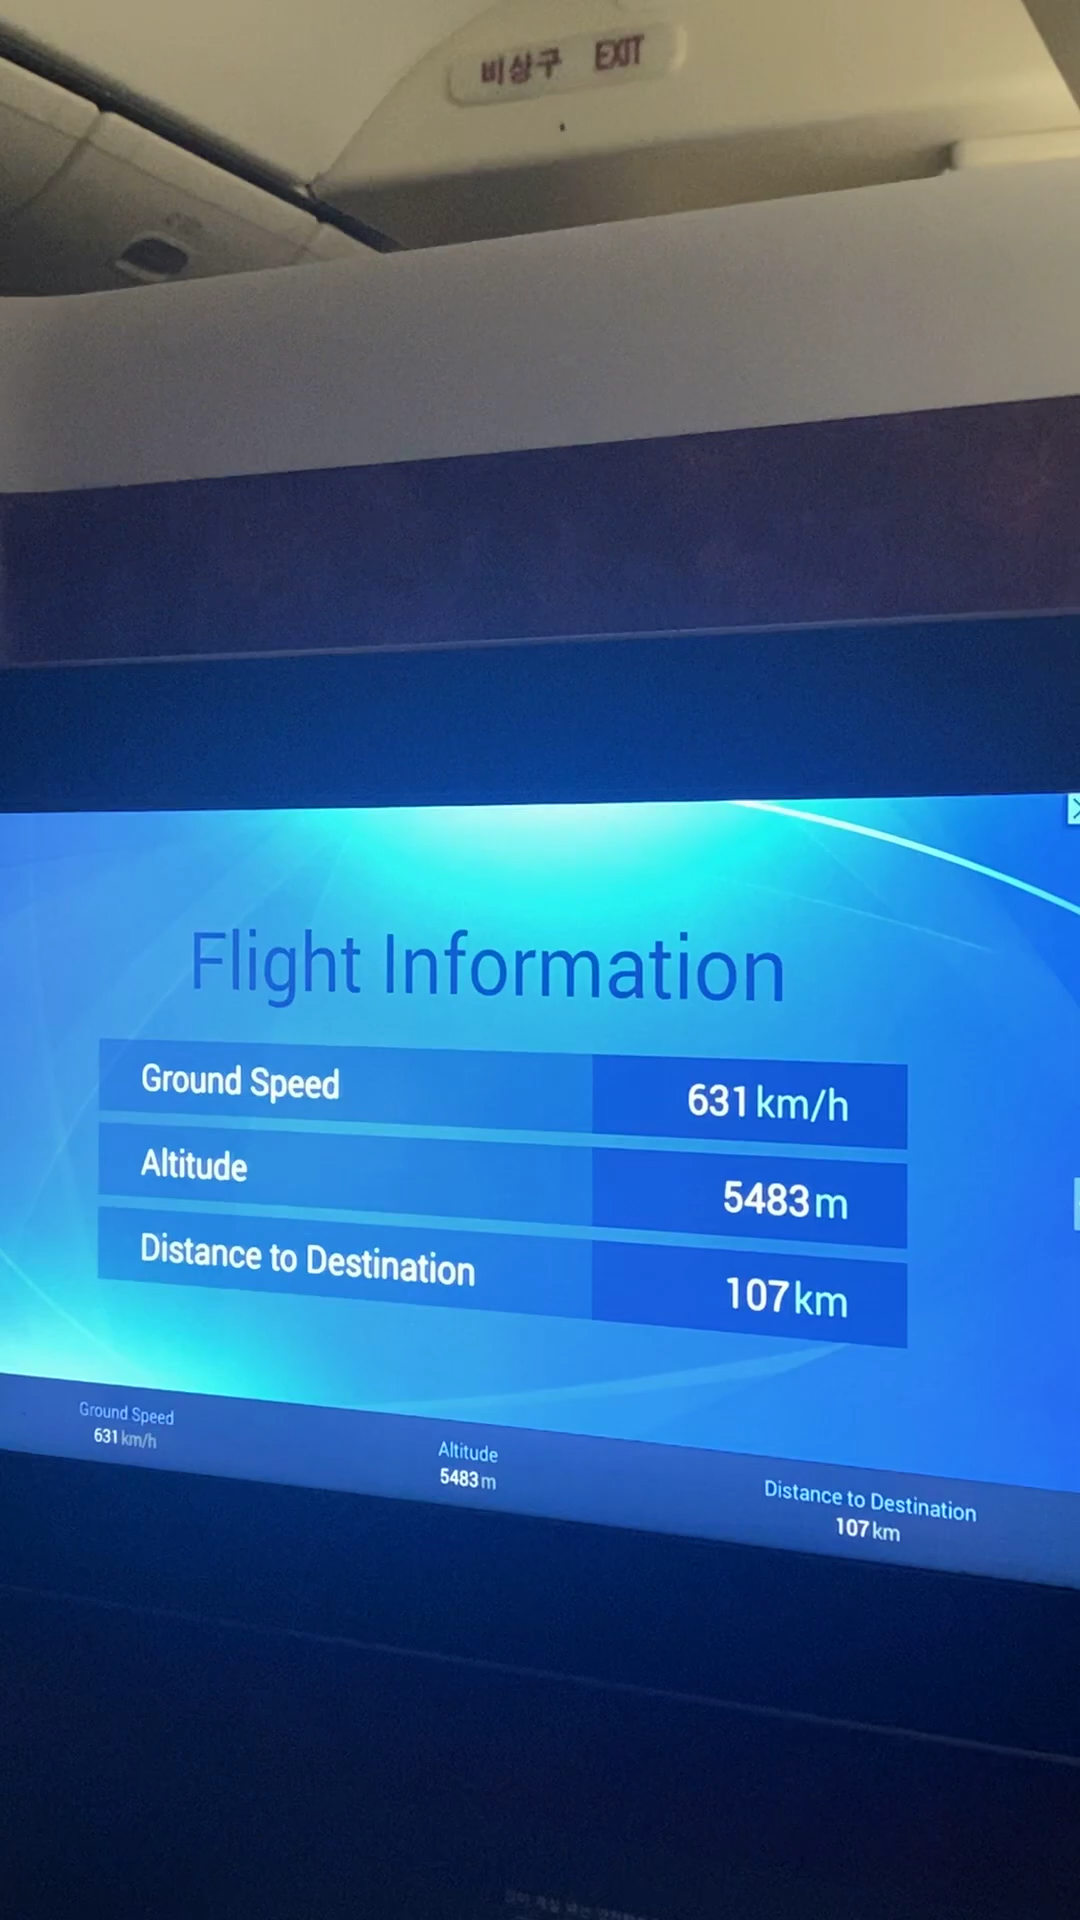 비상구 EXIT
Flight Information
Ground Speed 631 km/h
Altitude 5483 m
Distance to Destination 107 km
Ground Speed
631 km/h
Altitude
5483 m
Distance to Destination
107 km